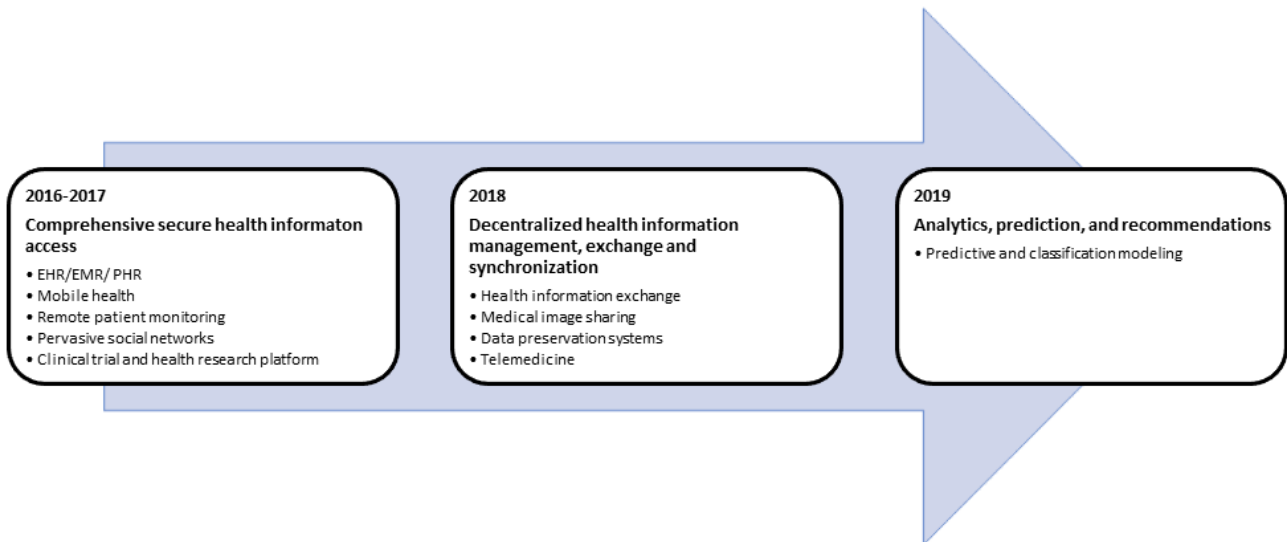 2016-2017
Comprehensive secure health informaton
access
• EHR/EMR/ PHR
• Mobile health
• Remote patient monitoring
• Pervasive social networks
• Clinical trial and health research platform
2018
Decentralized health information
management, exchange and
synchronization
• Health information exchange
• Medical image sharing
• Data preservation systems
• Telemedicine
2019
Analytics, prediction, and recommendations
• Predictive and classification modeling